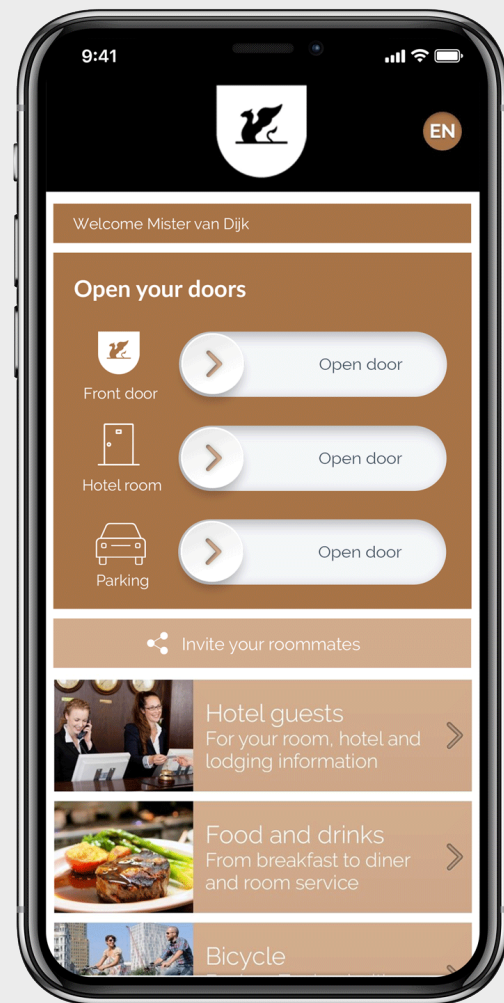 9:41
EN
Welcome Mister van Dijk
Open your doors
Open door
Front door
Open door
Hotel room
Open door
Parking
Invite your roommates
Hotel guests
For your room, hotel and
lodging information
Food and drinks
From breakfast to diner
and room service
Bicycle